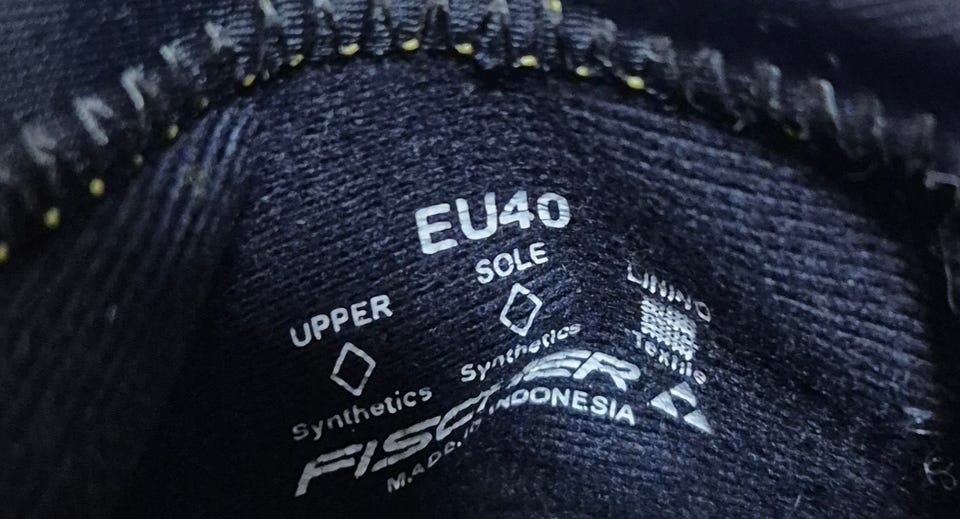 EU40
SOLE
Synthetics
UPPER
Synthetics
LINING
Textile
FISCHER
MADE IN INDONESIA